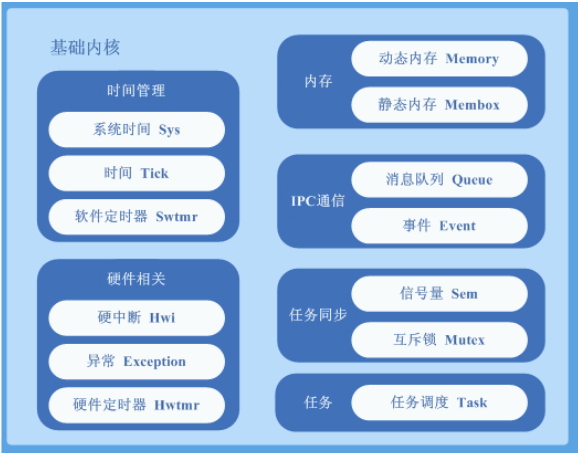 基础内核
时间管理
系统时间 Sys
时间 Tick
软件定时器 Swtmr
硬件相关
硬中断 Hwi
异常 Exception
硬件定时器 Hwtmr
内存
动态内存 Memory
静态内存 Membox
IPC通信
消息队列 Queue
事件 Event
任务同步
信号量 Sem
互斥锁 Mutex
任务
任务调度 Task